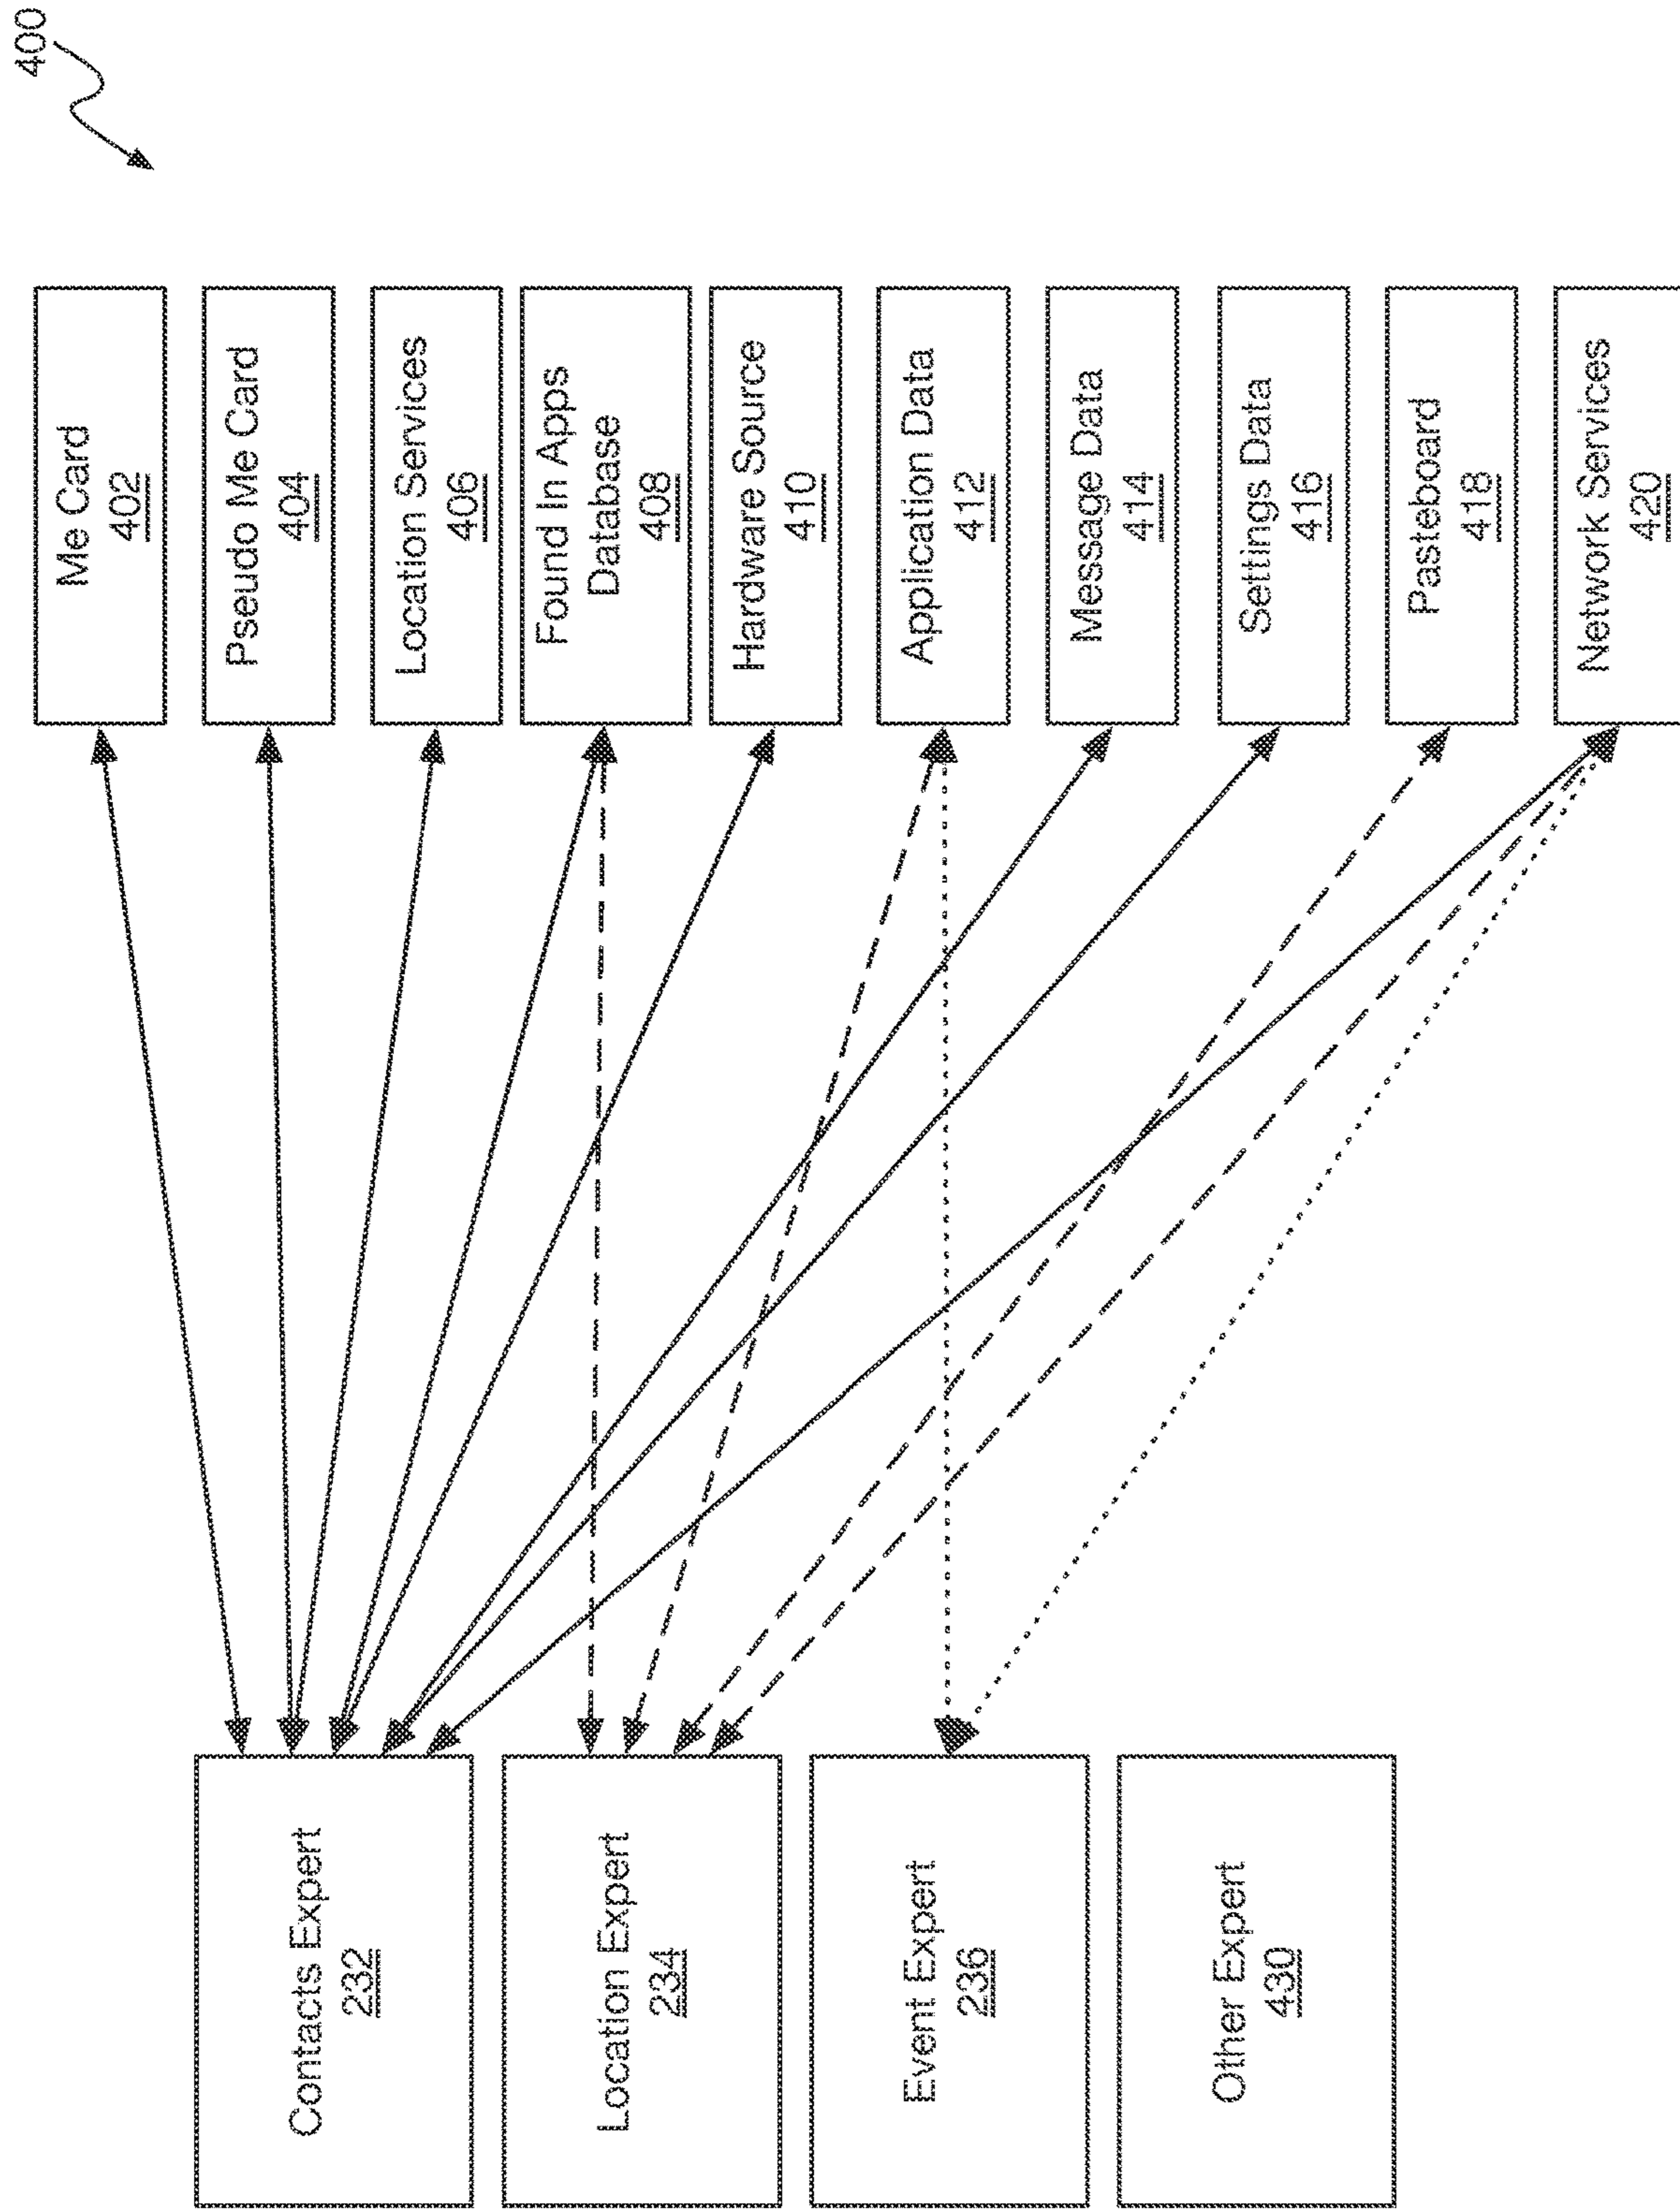 400
Me Card
402
Pseudo Me Card
404
Location Services
406
Found In Apps
Database
408
Hardware Source
410
Application Data
412
Message Data
414
Settings Data
416
Pasteboard
418
Network Services
420
Contacts Expert
232
Location Expert
234
Event Expert
236
Other Expert
430